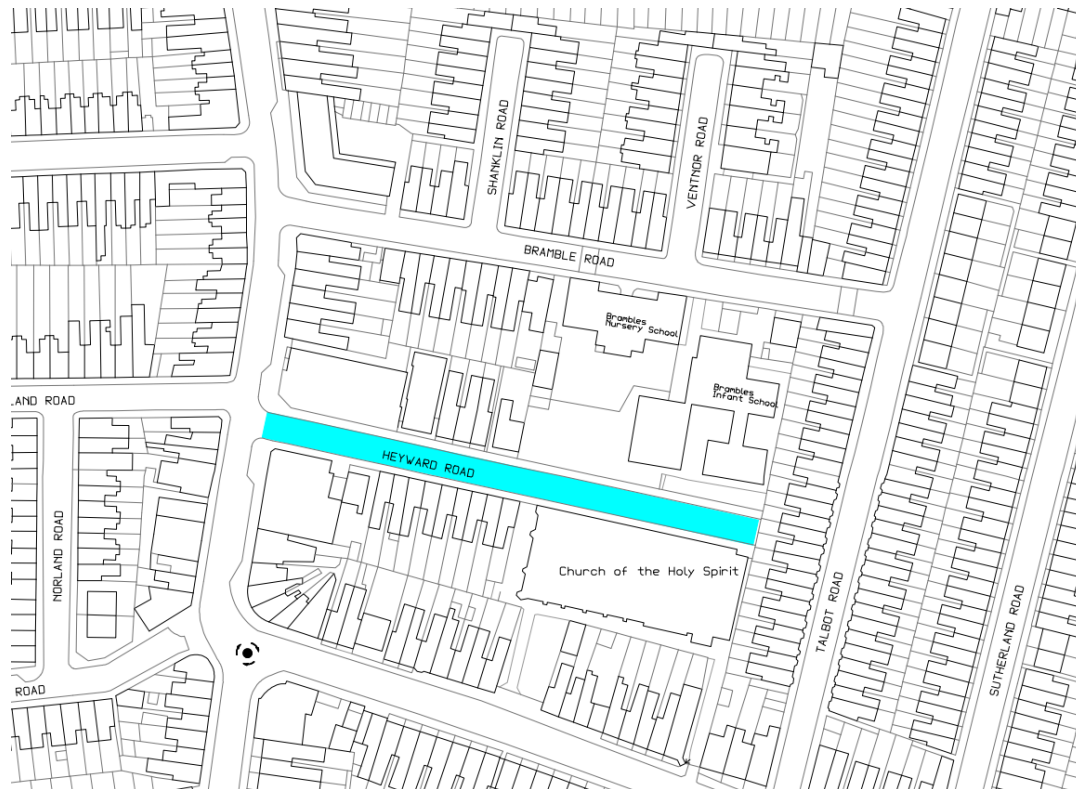 SHANKLIN ROAD
VENTNOR ROAD
BRAMBLE ROAD
Brambles
Nursery School
Brambles
Infant School
LAND ROAD
HEYWARD ROAD
NORLAND ROAD
Church of the Holy Spirit
TALBOT ROAD
SUTHERLAND ROAD
ROAD